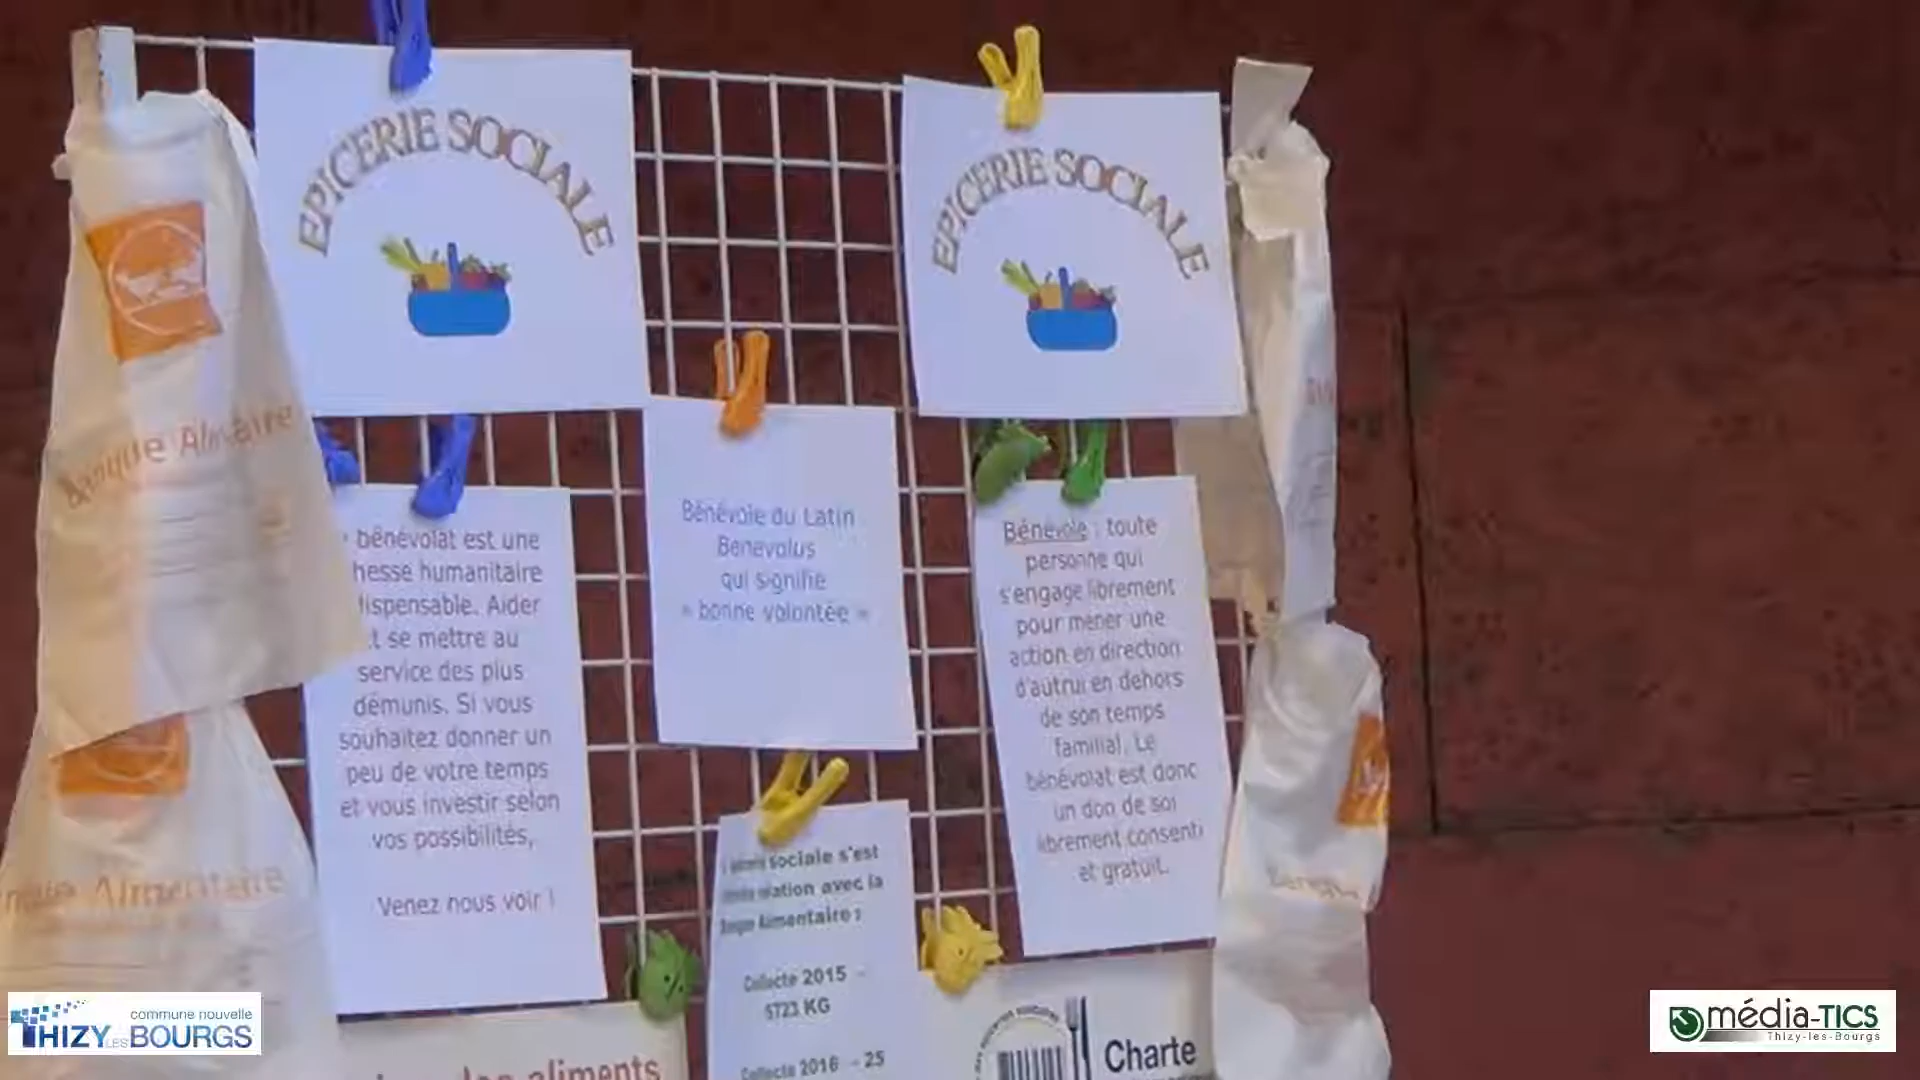 EPICERIE SOCIALE
EPICERIE SOCIALE
Banque Alimentaire
bénévolat est une
hesse humanitaire
dispensable. Aider
t se mettre au
service des plus
démunis. Si vous
souhaitez donner un
peu de votre temps
et vous investir selon
vos possibilités,
Venez nous voir !
Bénévole du Latin
Benevolus
qui signifie
« bonne volontée »
Bénévole : toute
personne qui
s'engage librement
pour mener une
action en direction
d'autrui en dehors
de son temps
familial. Le
bénévolat est donc
un don de soi
librement consenti
et gratuit.
Alimentaire
sociale s'est
avec la
Alimentaire :
Collecte 2015 -
5723 KG
Collecte 2016 - 25
aliments
Charte
commune nouvelle
THIZY LES BOURGS
média-TICS
Thizy-les-Bourgs